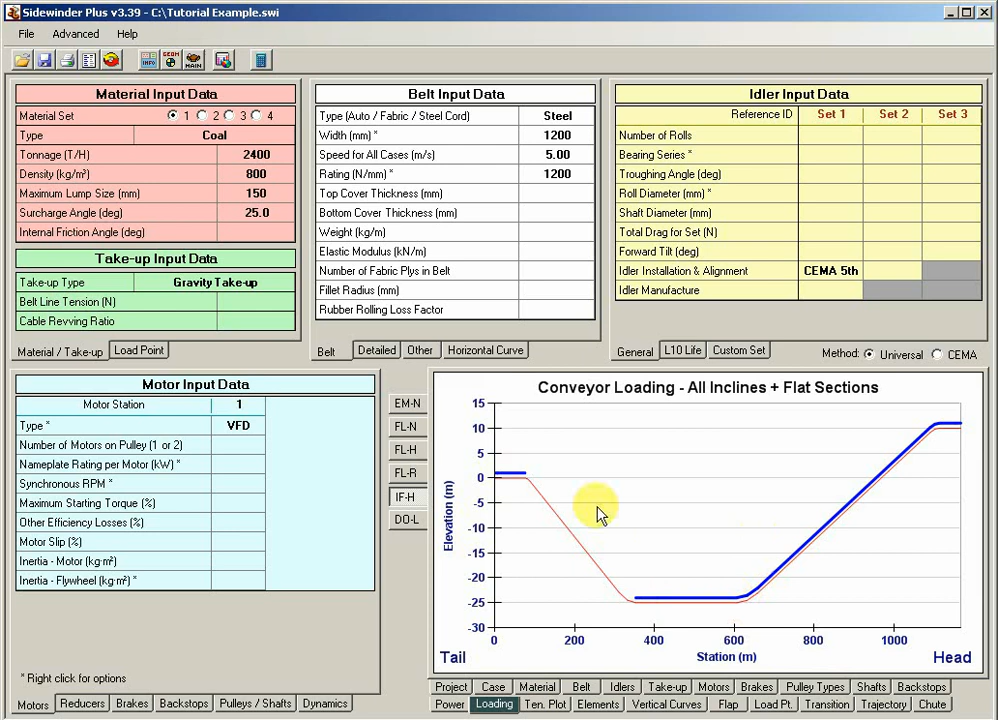 Sidewinder Plus v3.39 - C:\Tutorial Example.swi
File Advanced Help
Material Input Data
Material Set 1 2 3 4
Type Coal
Tonnage (T/H) 2400
Density (kg/m³) 800
Maximum Lump Size (mm) 150
Surcharge Angle (deg) 25.0
Internal Friction Angle (deg)
Take-up Input Data
Take-up Type Gravity Take-up
Belt Line Tension (N)
Cable Revving Ratio
Material / Take-up Load Point
Belt Input Data
Type (Auto / Fabric / Steel Cord) Steel
Width (mm) * 1200
Speed for All Cases (m/s) 5.00
Rating (N/mm) * 1200
Top Cover Thickness (mm)
Bottom Cover Thickness (mm)
Weight (kg/m)
Elastic Modulus (kN/m)
Number of Fabric Plys in Belt
Fillet Radius (mm)
Rubber Rolling Loss Factor
Belt Detailed Other Horizontal Curve
Idler Input Data
Reference ID Set 1 Set 2 Set 3
Number of Rolls
Bearing Series *
Troughing Angle (deg)
Roll Diameter (mm) *
Shaft Diameter (mm)
Total Drag for Set (N)
Forward Tilt (deg)
Idler Installation & Alignment CEMA 5th
Idler Manufacture
General L10 Life Custom Set Method: Universal CEMA
Motor Input Data
Motor Station 1
Type * VFD
Number of Motors on Pulley (1 or 2)
Nameplate Rating per Motor (kW) *
Synchronous RPM *
Maximum Starting Torque (%)
Other Efficiency Losses (%)
Motor Slip (%)
Inertia - Motor (kg·m²)
Inertia - Flywheel (kg·m²) *
* Right click for options
Motors Reducers Brakes Backstops Pulleys / Shafts Dynamics
EM-N
FL-N
FL-H
FL-R
IF-H
DO-L
Conveyor Loading - All Inclines + Flat Sections
15
10
5
0
-5
-10
-15
-20
-25
-30
Elevation (m)
0 200 400 600 800 1000
Tail Station (m) Head
Project Case Material Belt Idlers Take-up Motors Brakes Pulley Types Shafts Backstops
Power Loading Ten. Plot Elements Vertical Curves Flap Load Pt. Transition Trajectory Chute